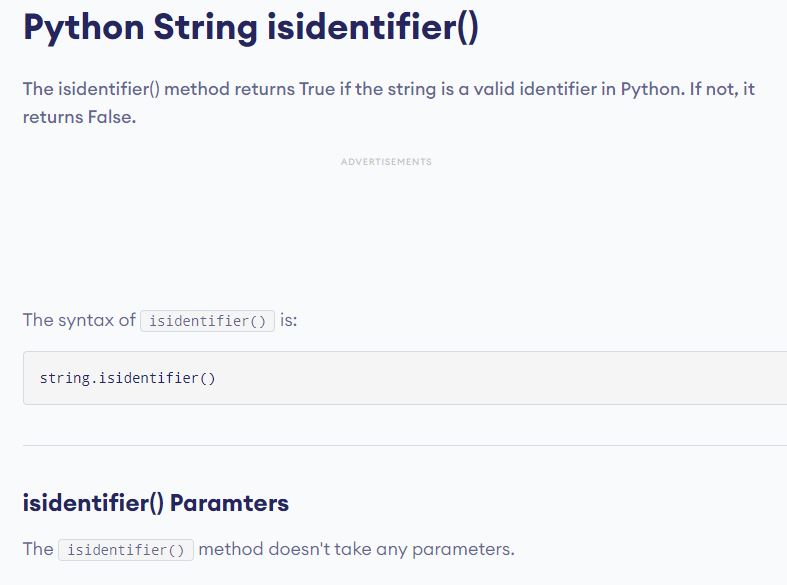 Python String isidentifier()
The isidentifier() method returns True if the string is a valid identifier in Python. If not, it
returns False.
ADVERTISEMENTS
The syntax of isidentifier() is:
string.isidentifier()
isidentifier() Paramters
The isidentifier() method doesn't take any parameters.